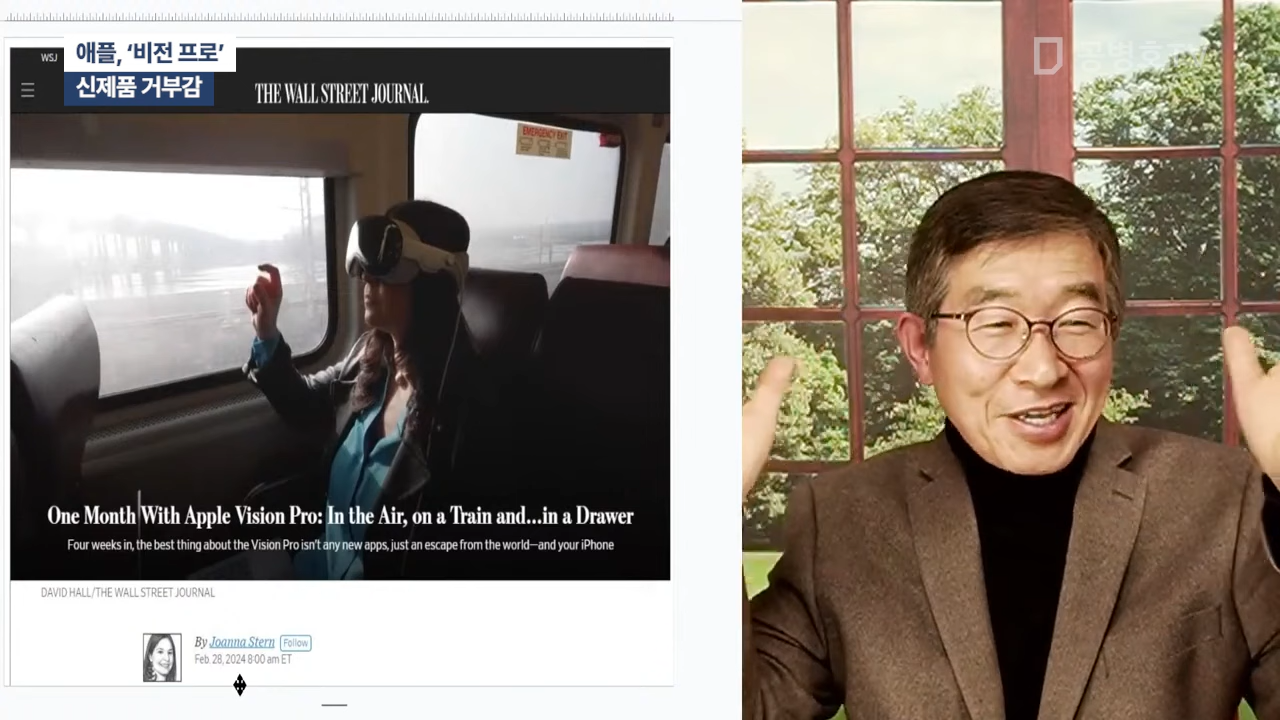 애플, ‘비전 프로’
신제품 거부감
WSJ
THE WALL STREET JOURNAL.
EMERGENCY EXIT
One Month With Apple Vision Pro: In the Air, on a Train and...in a Drawer
Four weeks in, the best thing about the Vision Pro isn't any new apps, just an escape from the world—and your iPhone
DAVID HALL/THE WALL STREET JOURNAL
By Joanna Stern Follow
Feb. 28, 2024 8:00 am ET